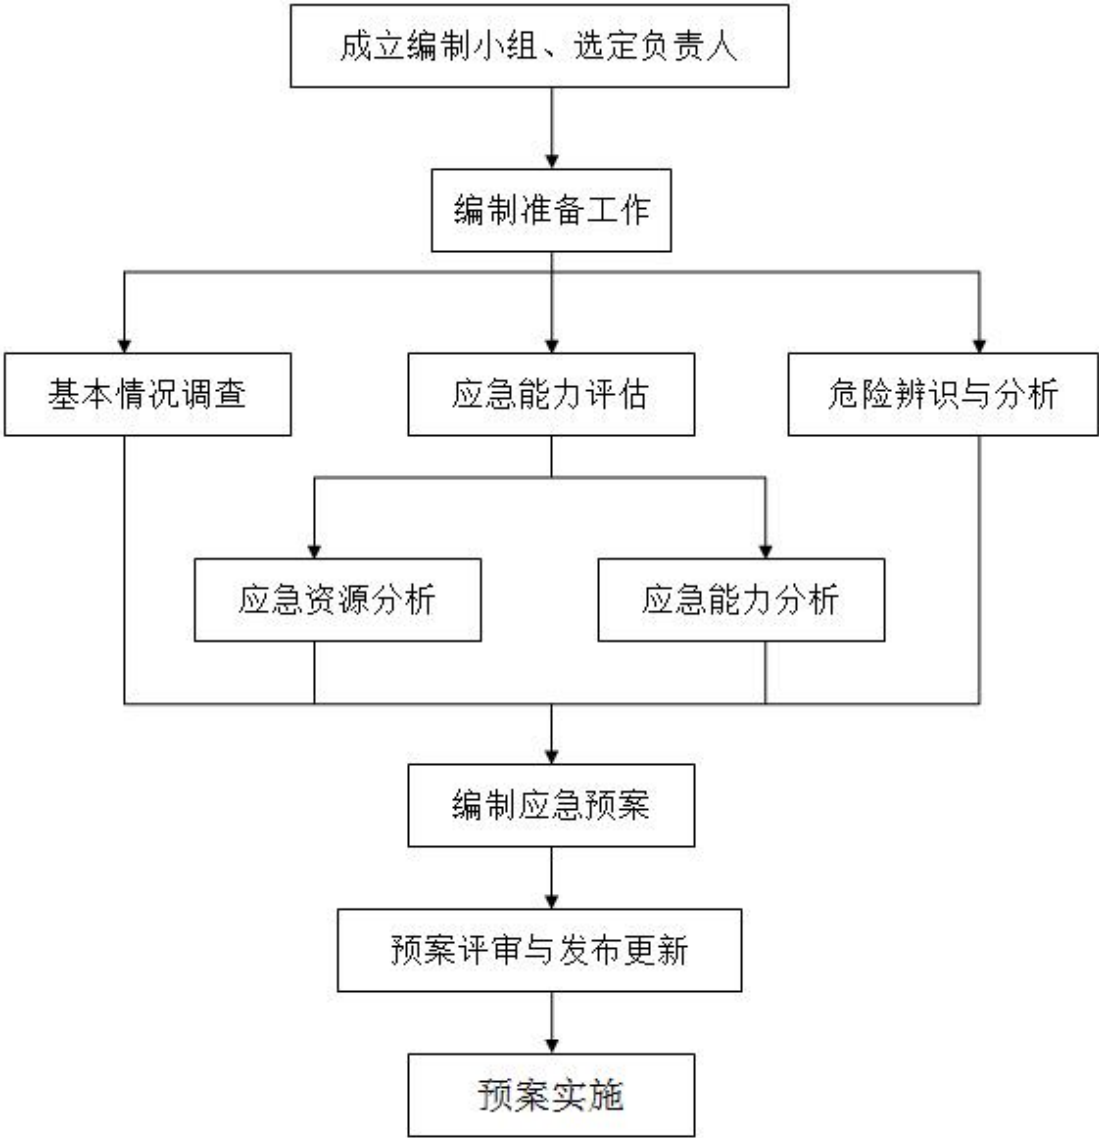 成立编制小组、选定负责人
编制准备工作
基本情况调查
应急能力评估
危险辨识与分析
应急资源分析
应急能力分析
编制应急预案
预案评审与发布更新
预案实施